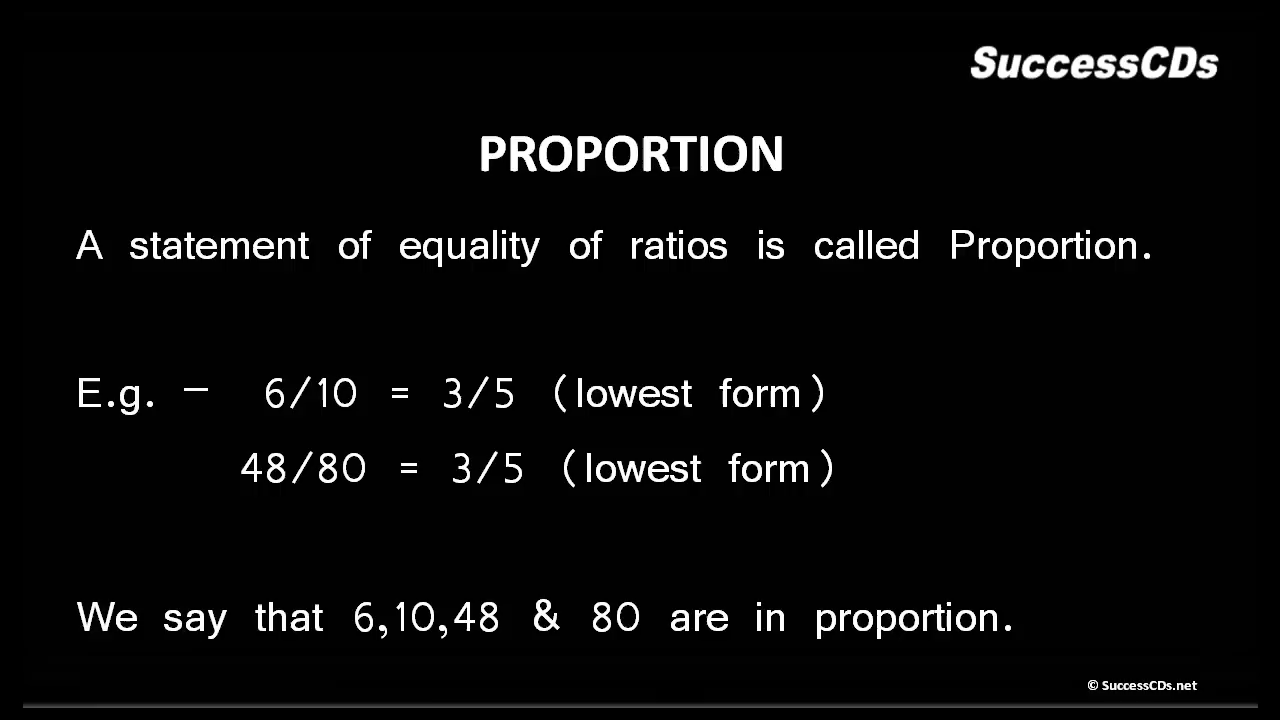 SuccessCDs
PROPORTION
A statement of equality of ratios is called Proportion.
E.g. – 6/10 = 3/5 (lowest form)
48/80 = 3/5 (lowest form)
We say that 6,10,48 & 80 are in proportion.
© SuccessCDs.net